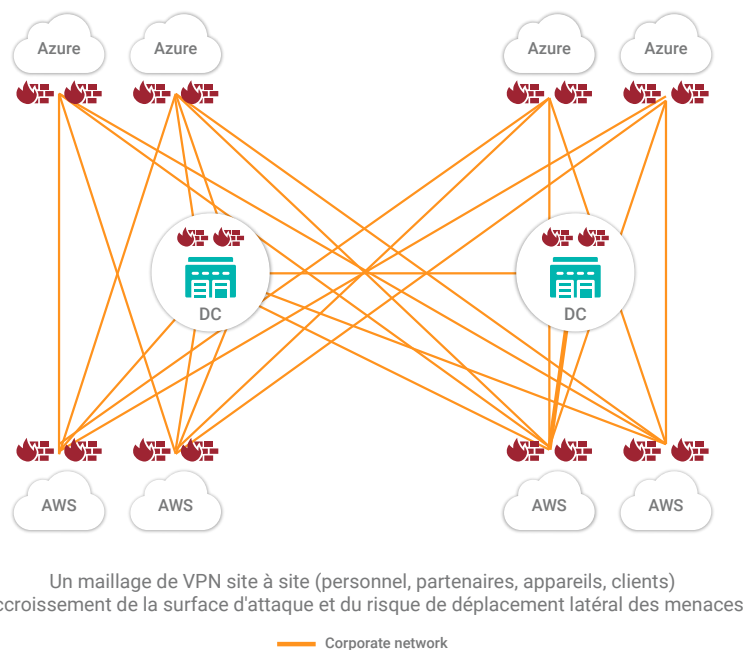 Azure
Azure
Azure
Azure
DC
DC
AWS
AWS
AWS
AWS
Un maillage de VPN site à site (personnel, partenaires, appareils, clients)
ccroissement de la surface d'attaque et du risque de déplacement latéral des menaces
Corporate network